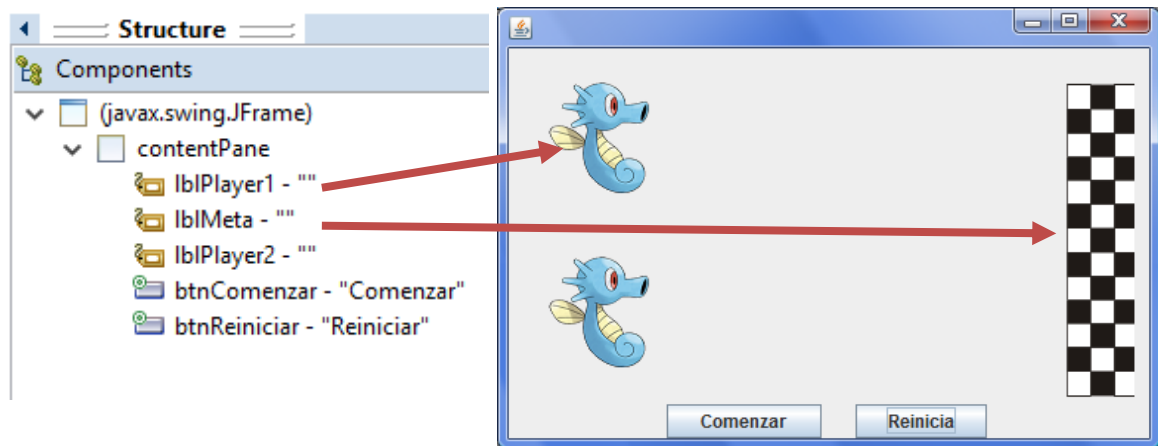 Structure
Components
(javax.swing.JFrame)
contentPane
lblPlayer1 - ""
lblMeta - ""
lblPlayer2 - ""
btnComenzar - "Comenzar"
btnReiniciar - "Reiniciar"
Comenzar
Reinicia